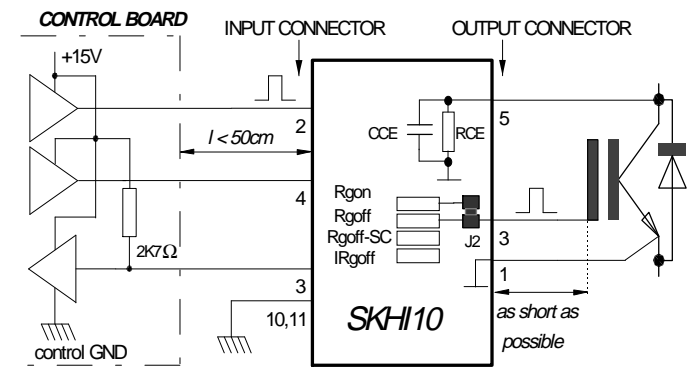 CONTROL BOARD
INPUT CONNECTOR
OUTPUT CONNECTOR
+15V
2
5
CCE
RCE
l < 50cm
4
Rgon
Rgoff
Rgoff-SC
IRgoff
J2
3
2K7Ω
3
1
10,11
SKHI10
as short as
possible
control GND